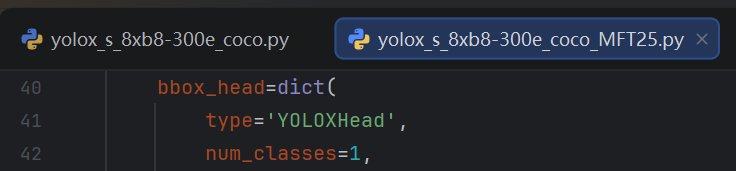 yolox_s_8xb8-300e_coco.py yolox_s_8xb8-300e_coco_MFT25.py
40 bbox_head=dict(
41 type='YOLOXHead',
42 num_classes=1,